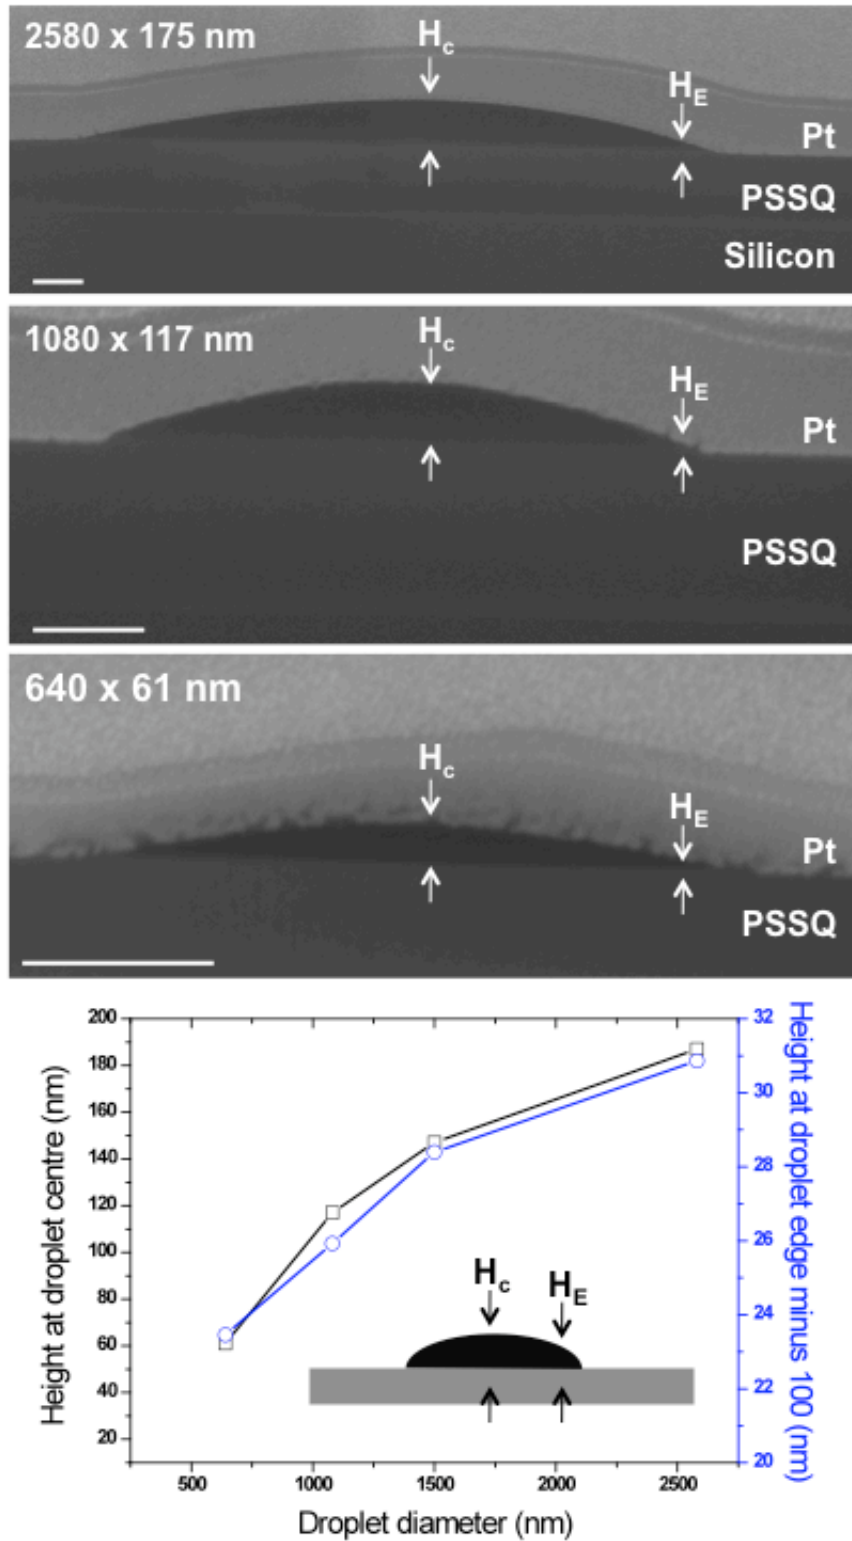 2580 x 175 nm
Hc
HE
Pt
PSSQ
Silicon
1080 x 117 nm
Hc
HE
Pt
PSSQ
640 x 61 nm
Hc
HE
Pt
PSSQ
Height at droplet centre (nm)
200
180
160
140
120
100
80
60
40
20
Hc
HE
32
30
28
26
24
22
20
Height at droplet edge minus 100 (nm)
500
1000
1500
2000
2500
Droplet diameter (nm)